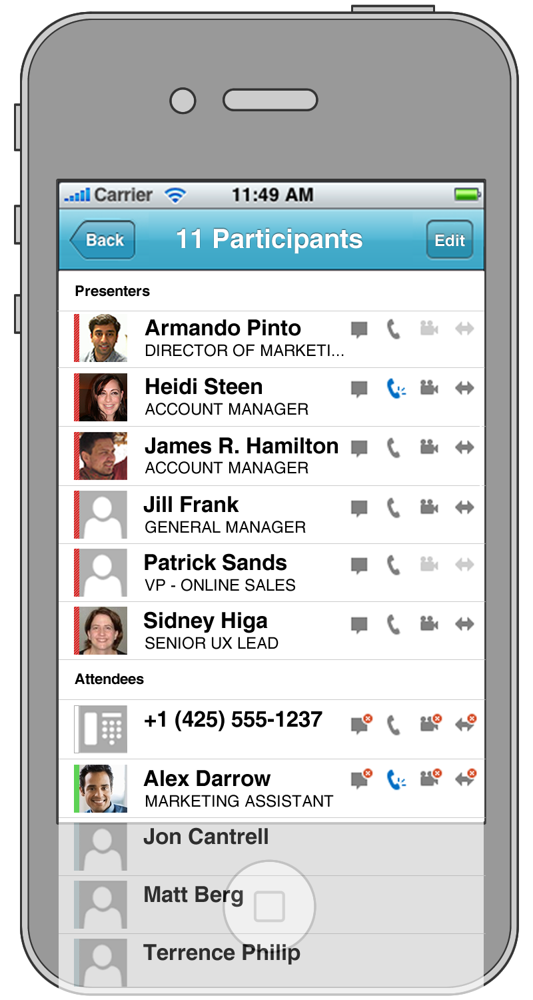 Carrier 11:49 AM
Back 11 Participants Edit
Presenters
Armando Pinto
DIRECTOR OF MARKETI...
Heidi Steen
ACCOUNT MANAGER
James R. Hamilton
ACCOUNT MANAGER
Jill Frank
GENERAL MANAGER
Patrick Sands
VP - ONLINE SALES
Sidney Higa
SENIOR UX LEAD
Attendees
+1 (425) 555-1237
Alex Darrow
MARKETING ASSISTANT
Jon Cantrell
Matt Berg
Terrence Philip